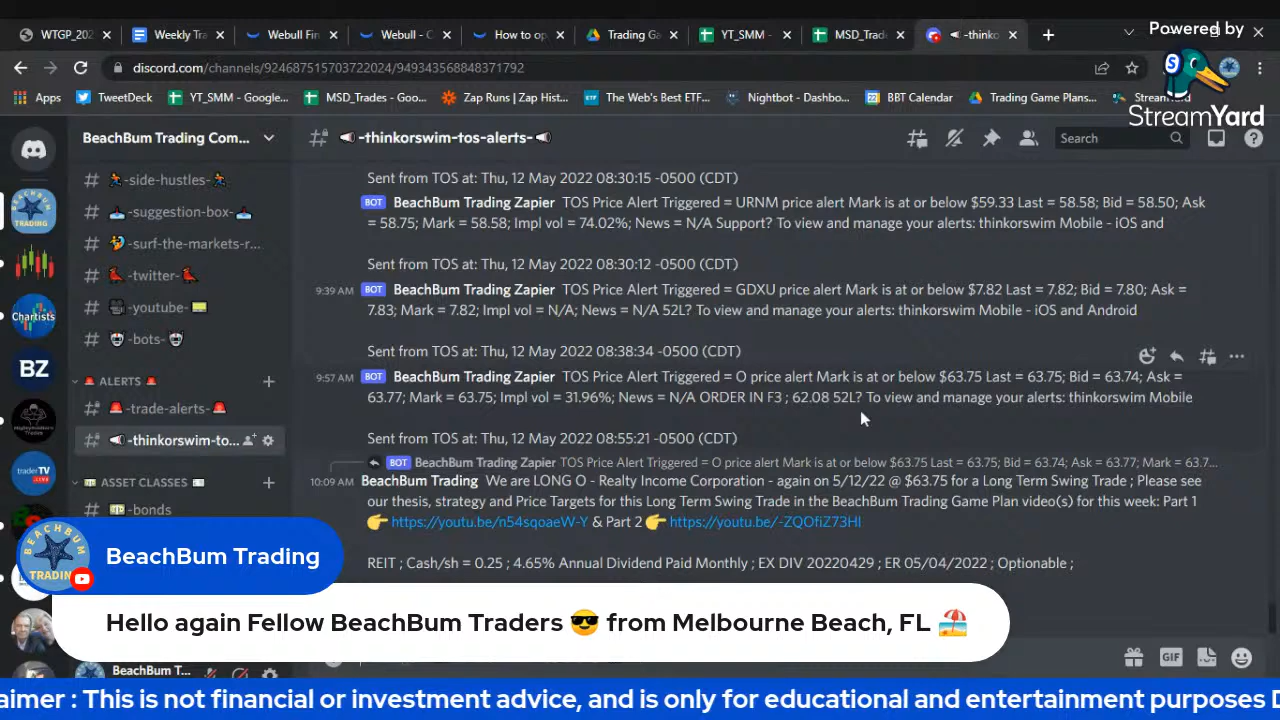 WTGP_202
Weekly Tra
Webull Fin
Webull - C
How to op
Trading Ga
YT_SMM -
MSD_Trade
-thinko
Powered by
discord.com/channels/924687515703722024/949343568848371792
Apps
TweetDeck
YT_SMM - Google...
MSD_Trades - Goo...
Zap Runs | Zap Hist...
ETF
The Web's Best ETF...
Nightbot - Dashbo...
BBT Calendar
Trading Game Plans...
StreamYard
BeachBum Trading Com...
-thinkorswim-tos-alerts-
Search
-side-hustles-
-suggestion-box-
-surf-the-markets-r...
-twitter-
-youtube-
-bots-
ALERTS
-trade-alerts-
-thinkorswim-to...
ASSET CLASSES
-bonds
BEACHBUM
TRADING
Chartists
BZ
traderTV
.LIVE
Sent from TOS at: Thu, 12 May 2022 08:30:15 -0500 (CDT)
BOT BeachBum Trading Zapier TOS Price Alert Triggered = URNM price alert Mark is at or below $59.33 Last = 58.58; Bid = 58.50; Ask
= 58.75; Mark = 58.58; Impl vol = 74.02%; News = N/A Support? To view and manage your alerts: thinkorswim Mobile - iOS and
Sent from TOS at: Thu, 12 May 2022 08:30:12 -0500 (CDT)
9:39 AM BOT BeachBum Trading Zapier TOS Price Alert Triggered = GDXU price alert Mark is at or below $7.82 Last = 7.82; Bid = 7.80; Ask =
7.83; Mark = 7.82; Impl vol = N/A; News = N/A 52L? To view and manage your alerts: thinkorswim Mobile - iOS and Android
Sent from TOS at: Thu, 12 May 2022 08:38:34 -0500 (CDT)
9:57 AM BOT BeachBum Trading Zapier TOS Price Alert Triggered = O price alert Mark is at or below $63.75 Last = 63.75; Bid = 63.74; Ask =
63.77; Mark = 63.75; Impl vol = 31.96%; News = N/A ORDER IN F3 ; 62.08 52L? To view and manage your alerts: thinkorswim Mobile
Sent from TOS at: Thu, 12 May 2022 08:55:21 -0500 (CDT)
BOT BeachBum Trading Zapier TOS Price Alert Triggered = O price alert Mark is at or below $63.75 Last = 63.75; Bid = 63.74; Ask = 63.77; Mark = 63.7...
10:09 AM BeachBum Trading We are LONG O - Realty Income Corporation - again on 5/12/22 @ $63.75 for a Long Term Swing Trade ; Please see
our thesis, strategy and Price Targets for this Long Term Swing Trade in the BeachBum Trading Game Plan video(s) for this week: Part 1
👉 https://youtu.be/n54sqoaeW-Y & Part 2 👉 https://youtu.be/-ZQOfiZ73HI
REIT ; Cash/sh = 0.25 ; 4.65% Annual Dividend Paid Monthly ; EX DIV 20220429 ; ER 05/04/2022 ; Optionable ;
BEACHBUM
TRADIN
BeachBum Trading
Hello again Fellow BeachBum Traders 😎 from Melbourne Beach, FL 🏖️
BeachBum T...
GIF
aimer : This is not financial or investment advice, and is only for educational and entertainment purposes D